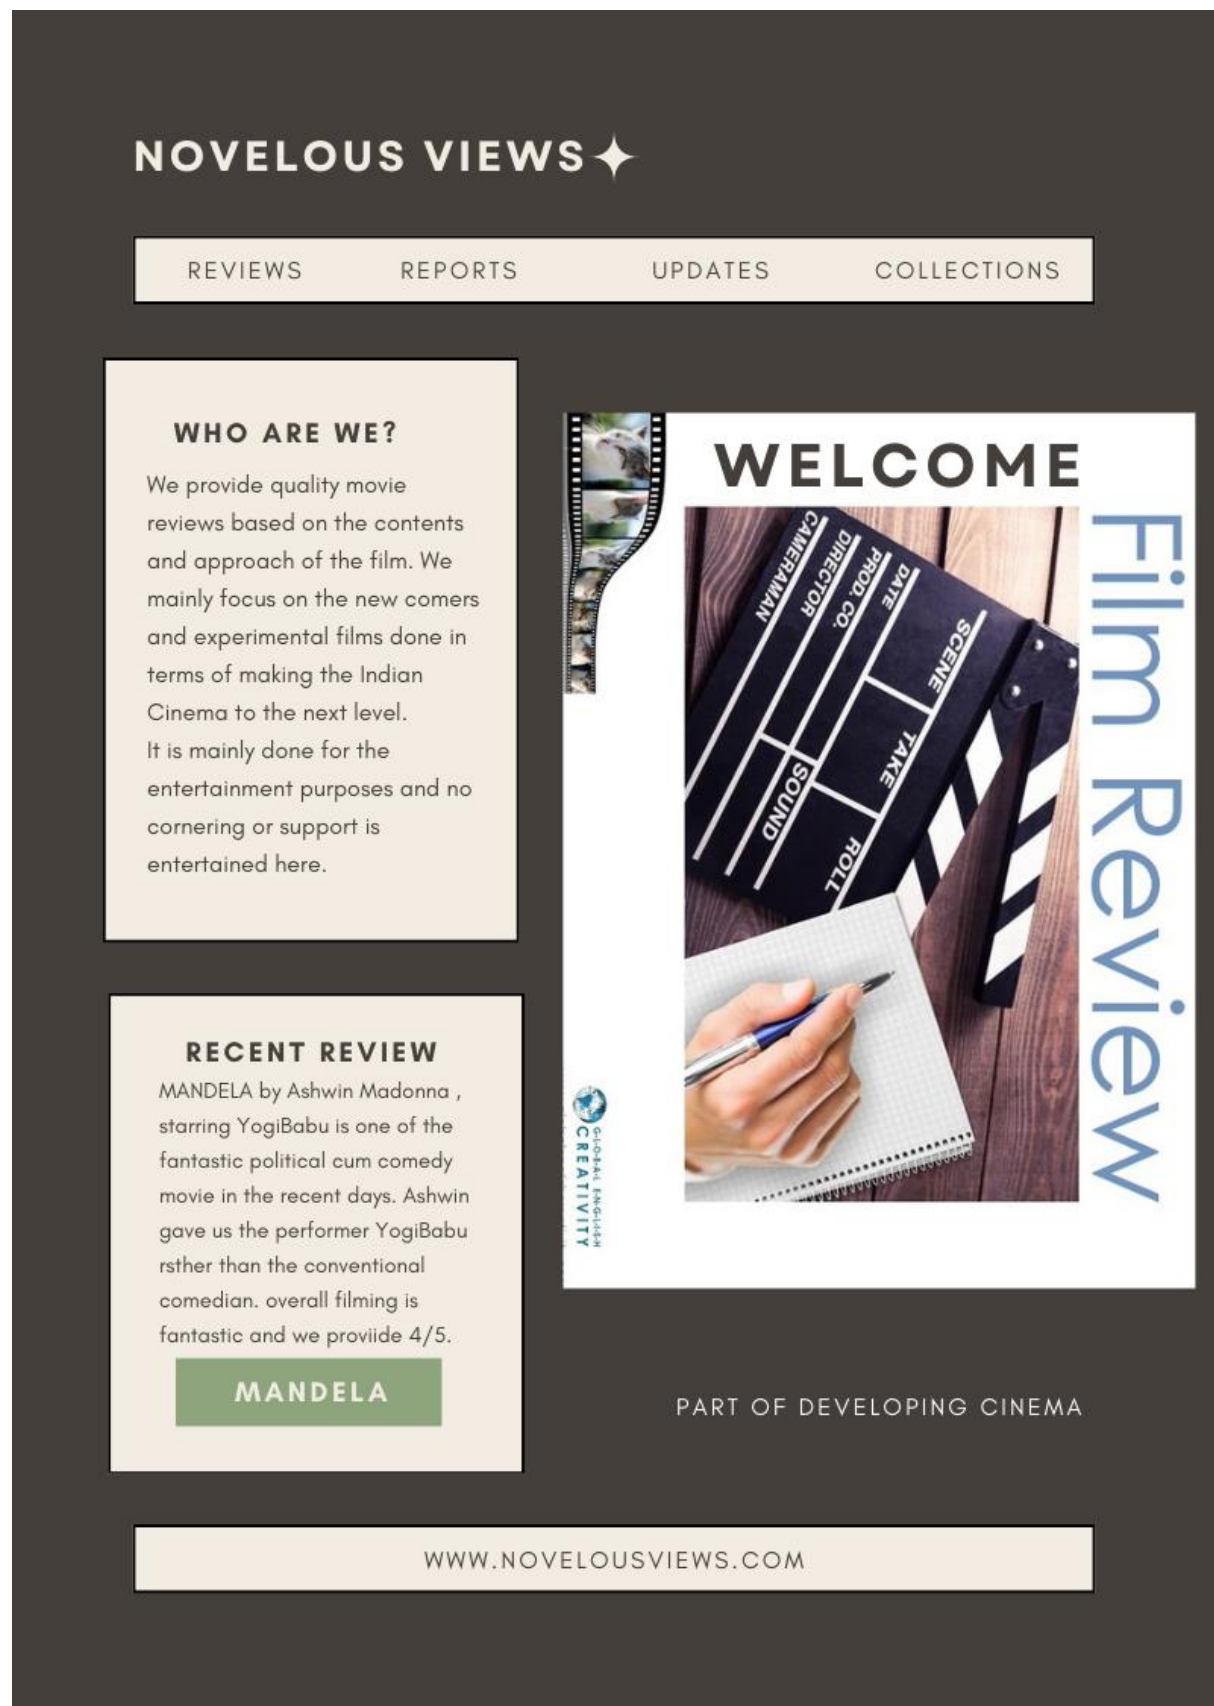 NOVELOUS VIEWS
REVIEWS REPORTS UPDATES COLLECTIONS
WHO ARE WE?
We provide quality movie
reviews based on the contents
and approach of the film. We
mainly focus on the new comers
and experimental films done in
terms of making the Indian
Cinema to the next level.
It is mainly done for the
entertainment purposes and no
cornering or support is
entertained here.
RECENT REVIEW
MANDELA by Ashwin Madonna ,
starring YogiBabu is one of the
fantastic political cum comedy
movie in the recent days. Ashwin
gave us the performer YogiBabu
rsther than the conventional
comedian. overall filming is
fantastic and we proviide 4/5.
MANDELA
WELCOME
Film Review
SCENE
TAKE
ROLL
DATE
PROD. CO.
SOUND
DIRECTOR
CAMERAMAN
G-L-O-B-A-L E-N-G-L-I-S-H
CREATIVITY
PART OF DEVELOPING CINEMA
WWW.NOVELOUSVIEWS.COM